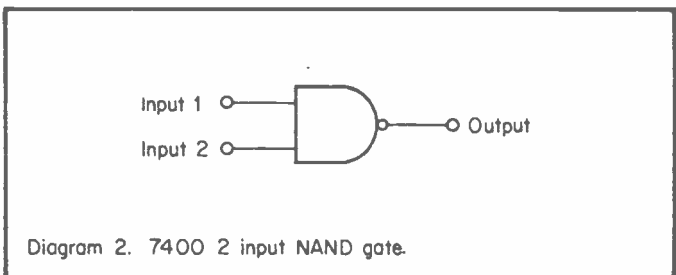 Input 1
Input 2
Output
Diagram 2. 7400 2 input NAND gate.